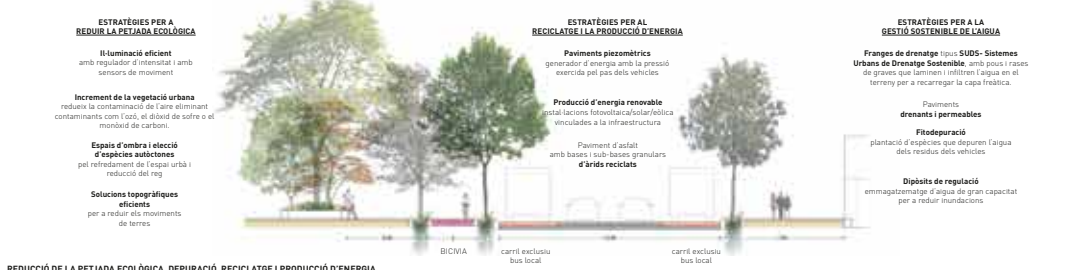 ESTRATÈGIES PER A
REDUIR LA PETJADA ECOLÒGICA
Il·luminació eficient
amb regulador d'intensitat i amb
sensors de moviment
Increment de la vegetació urbana
redueix la contaminació de l'aire eliminant
contaminants com l'ozó, el diòxid de sofre o el
monòxid de carboni.
Espais d'ombra i elecció
d'espècies autòctones
pel refredament de l'espai urbà i
reducció del reg
Solucions topogràfiques
eficients
per a reduir els moviments
de terres
ESTRATÈGIES PER AL
RECICLATGE I LA PRODUCCIÓ D'ENERGIA
Paviments piezomètrics
generador d'energia amb la pressió
exercida pel pas dels vehicles
Producció d'energia renovable
instal·lacions fotovoltaica/solar/eòlica
vinculades a la infraestructura
Paviment d'asfalt
amb bases i sub-bases granulars
d'àrids reciclats
ESTRATÈGIES PER A LA
GESTIÓ SOSTENIBLE DE L'AIGUA
Franges de drenatge tipus SUDS- Sistemes
Urbans de Drenatge Sostenible, amb pous i rases
de graves que laminen i infiltren l'aigua en el
terreny per a recarregar la capa freàtica.
Paviments
drenants i permeables
Fitodepuració
plantació d'espècies que depuren l'aigua
dels residus dels vehicles
Dipòsits de regulació
emmagatzematge d'aigua de gran capacitat
per a reduir inundacions
BICIVIA
carril exclusiu
bus local
carril exclusiu
bus local
REDUCCIÓ DE LA PETJADA ECOLÒGICA, DEPURACIÓ, RECICLATGE I PRODUCCIÓ D'ENERGIA